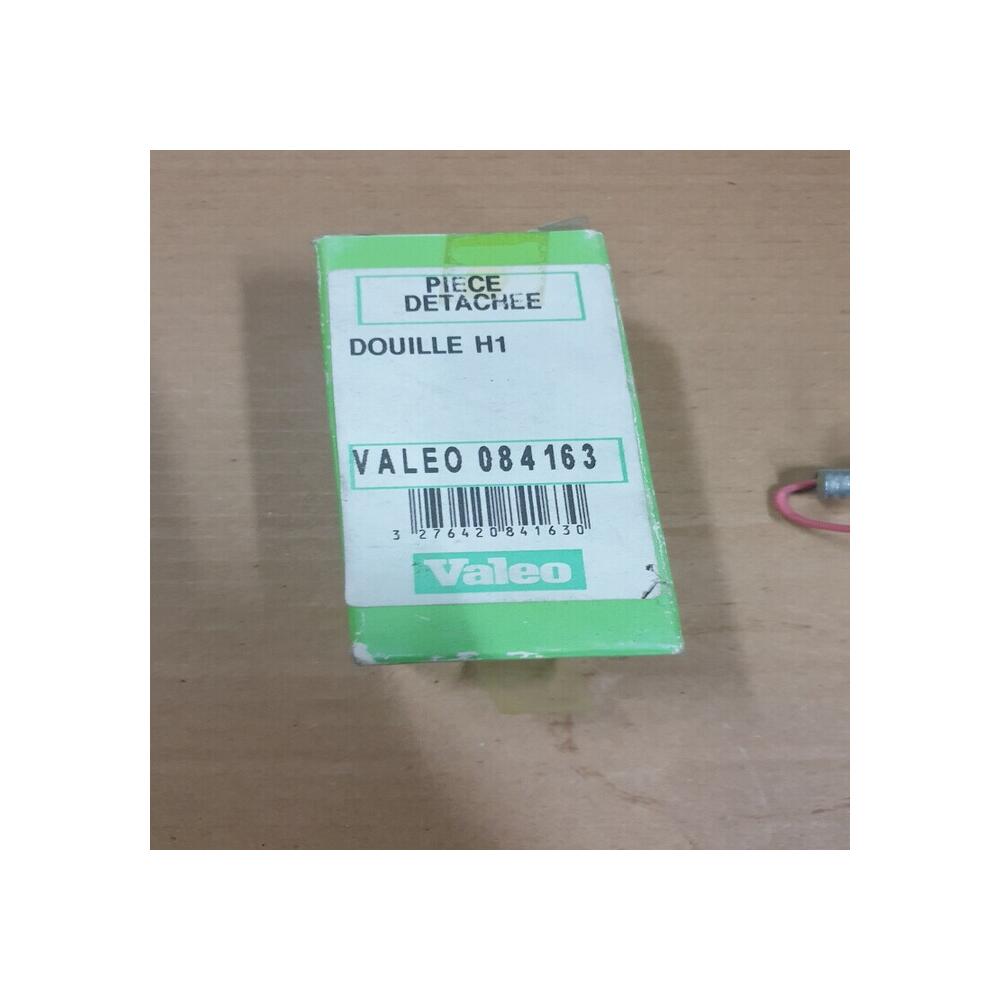 PIECE
DETACHEE
DOUILLE H1
VALEO 084163
3 276420 841630
Valeo